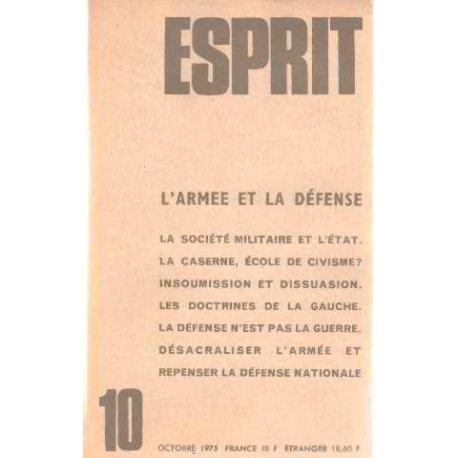 ESPRIT
L'ARMEE ET LA DÉFENSE
LA SOCIÉTÉ MILITAIRE ET L'ÉTAT.
LA CASERNE, ÉCOLE DE CIVISME?
INSOUMISSION ET DISSUASION.
LES DOCTRINES DE LA GAUCHE.
LA DÉFENSE N'EST PAS LA GUERRE.
DÉSACRALISER L'ARMÉE ET
REPENSER LA DÉFENSE NATIONALE
10 OCTOBRE 1975 FRANCE 10 F ÉTRANGER 18,60 F